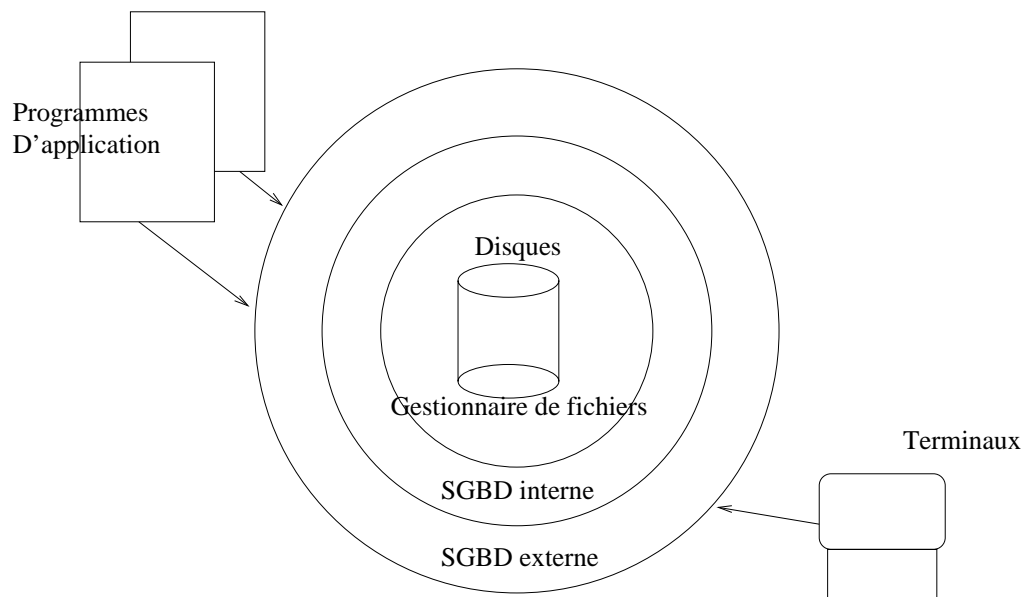 Programmes
D'application
Disques
Gestionnaire de fichiers
Terminaux
SGBD interne
SGBD externe